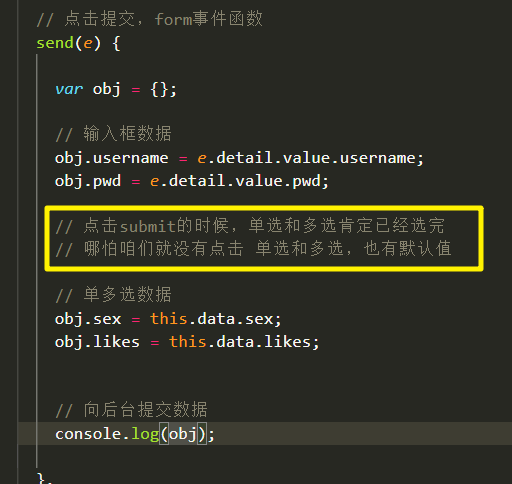 // 点击提交，form事件函数
send(e) {
var obj = {};
// 输入框数据
obj.username = e.detail.value.username;
obj.pwd = e.detail.value.pwd;
// 点击submit的时候，单选和多选肯定已经选完
// 哪怕咱们就没有点击 单选和多选，也有默认值
// 单多选数据
obj.sex = this.data.sex;
obj.likes = this.data.likes;
// 向后台提交数据
console.log(obj);
},